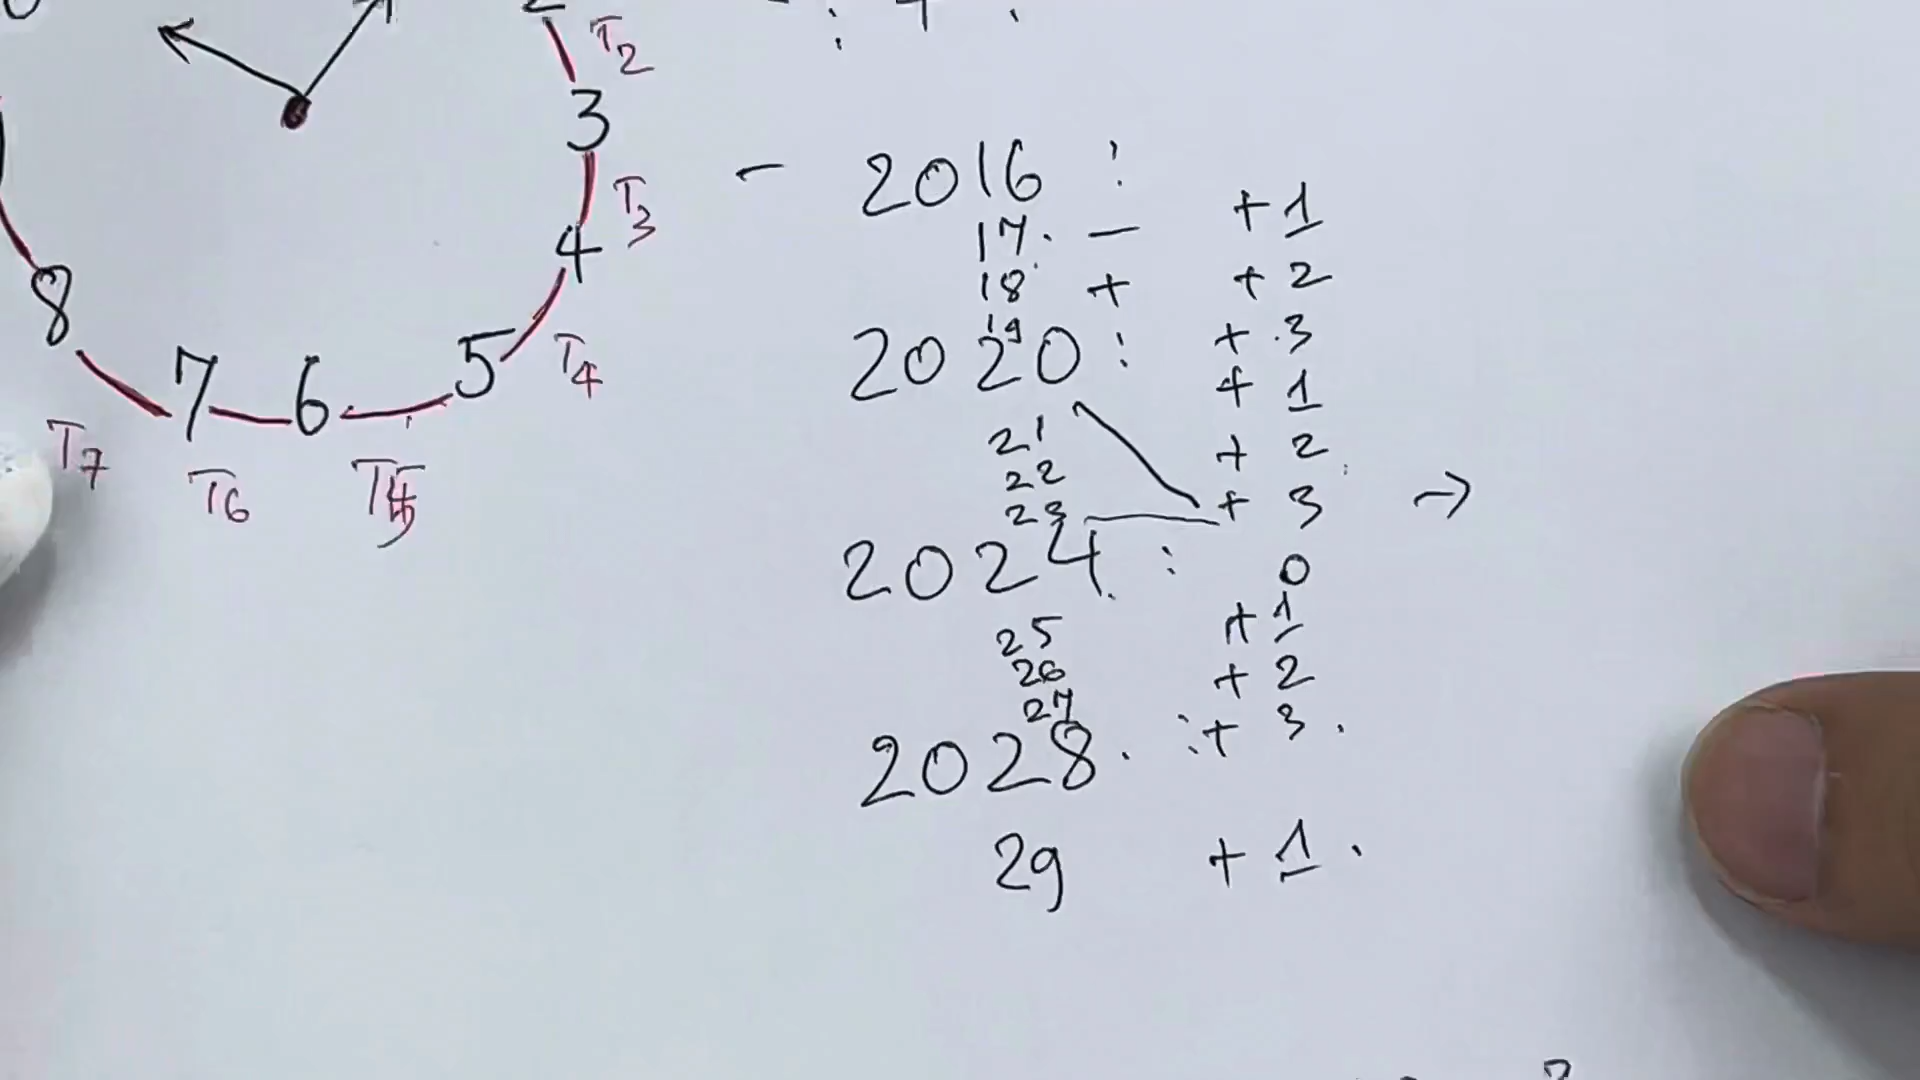 2
T2
3
T3
4
T4
5
T5
6
T6
7
T7
8
- 2016 :
17. - +1
18 + +2
19 +3
2020 : +1
21 +2
22
23 +3 →
2024 : 0
25 +1
26 +2
27
2028. : +3.
29 +1.